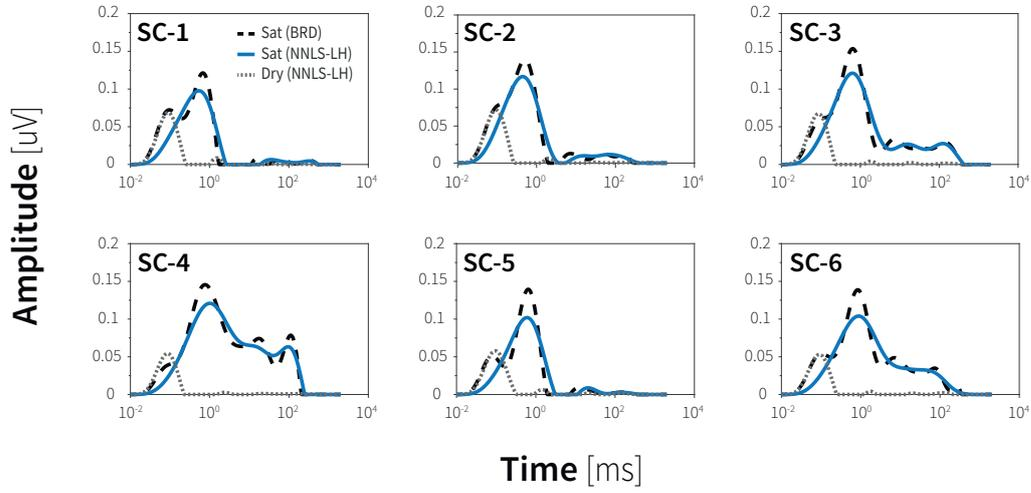 0.2 0.2 0.2
SC-1 SC-2 SC-3
Sat (BRD)
Sat (NNLS-LH)
Dry (NNLS-LH)
0.15 0.15 0.15
0.1 0.1 0.1
0.05 0.05 0.05
0 0 0
10-2 100 102 104 10-2 100 102 104 10-2 100 102 104
Amplitude [uV]
0.2 0.2 0.2
SC-4 SC-5 SC-6
0.15 0.15 0.15
0.1 0.1 0.1
0.05 0.05 0.05
0 0 0
10-2 100 102 104 10-2 100 102 104 10-2 100 102 104
Time [ms]